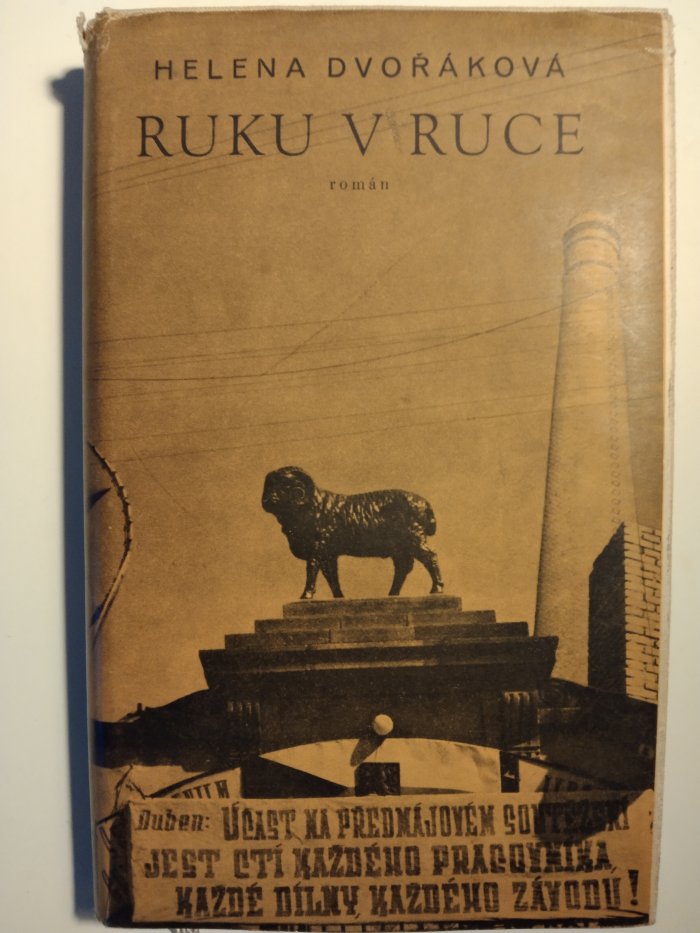 HELENA DVOŘÁKOVÁ
RUKU V RUCE
román
Duben: ÚČAST NA PŘEDMÁJOVÉM SOUTĚŽENÍ
JEST CTÍ KAŽDÉHO PRACOVNÍKA,
KAŽDÉ DÍLNY, KAŽDÉHO ZÁVODU!